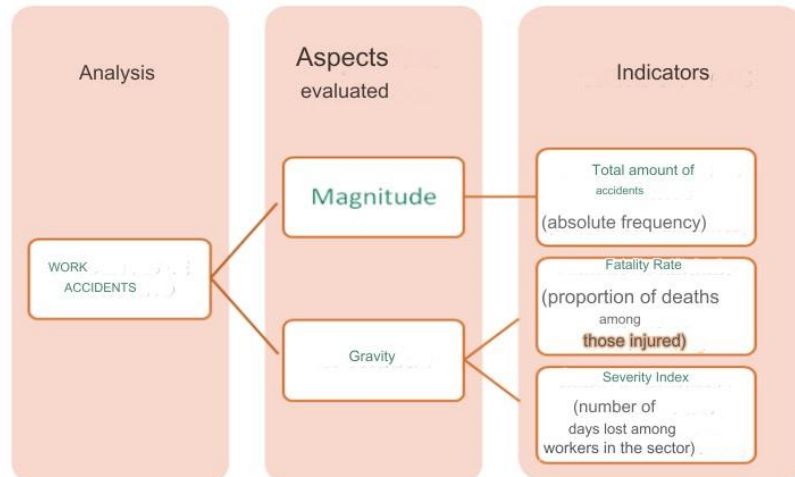 Analysis
Aspects
evaluated
Indicators
WORK
ACCIDENTS
Magnitude
Gravity
Total amount of
accidents
(absolute frequency)
Fatality Rate
(proportion of deaths
among
those injured)
Severity Index
(number of
days lost among
workers in the sector)